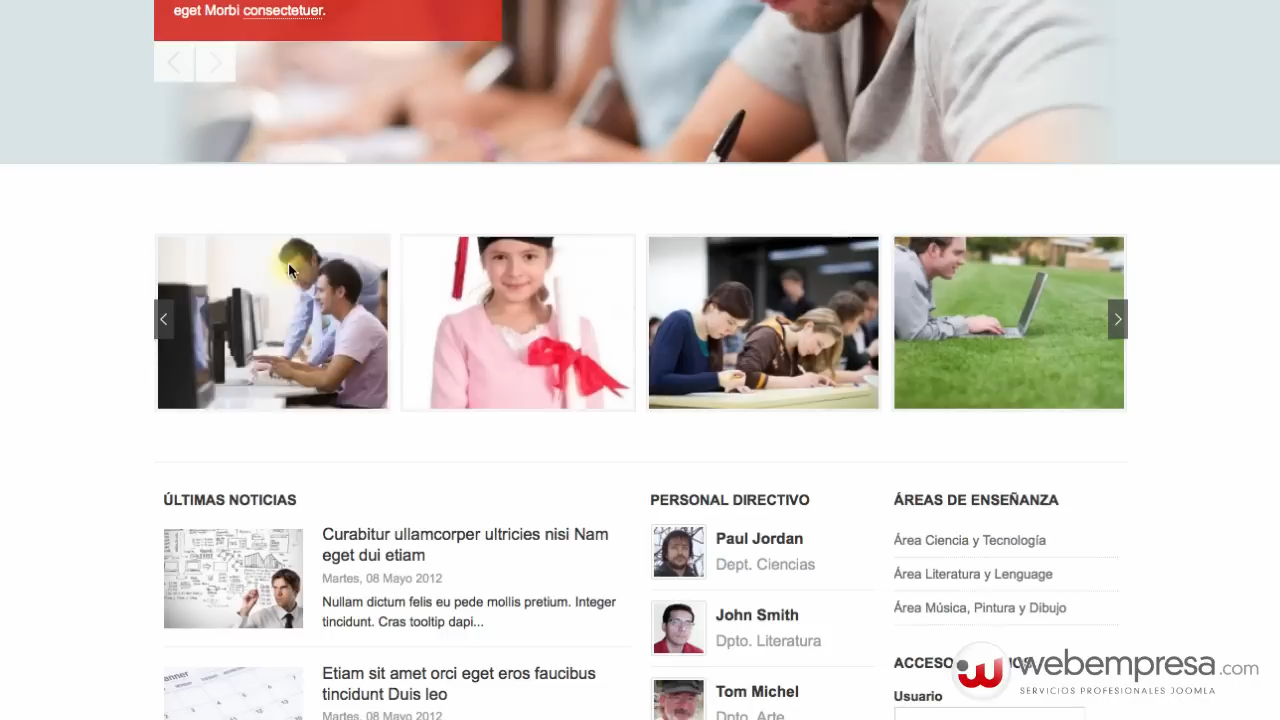 eget Morbi consectetuer.
ÚLTIMAS NOTICIAS
Curabitur ullamcorper ultricies nisi Nam
eget dui etiam
Martes, 08 Mayo 2012
Nullam dictum felis eu pede mollis pretium. Integer
tincidunt. Cras tooltip dapi...
Etiam sit amet orci eget eros faucibus
tincidunt Duis leo
Martes, 08 Mayo 2012
PERSONAL DIRECTIVO
Paul Jordan
Dept. Ciencias
John Smith
Dpto. Literatura
Tom Michel
Dpto. Arte
ÁREAS DE ENSEÑANZA
Área Ciencia y Tecnología
Área Literatura y Lenguage
Área Música, Pintura y Dibujo
ACCESO
Usuario
webempresa.com
SERVICIOS PROFESIONALES JOOMLA